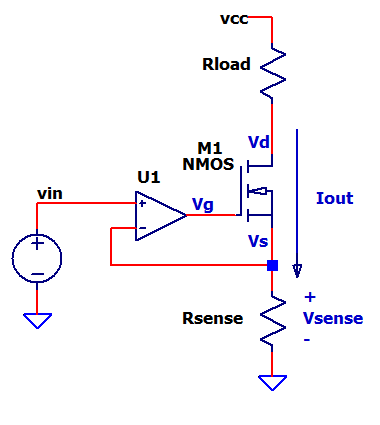 vcc
Rload
M1
NMOS
Vd
U1
vin
Vg
Iout
+
-
+
-
Vs
Rsense
+
Vsense
-